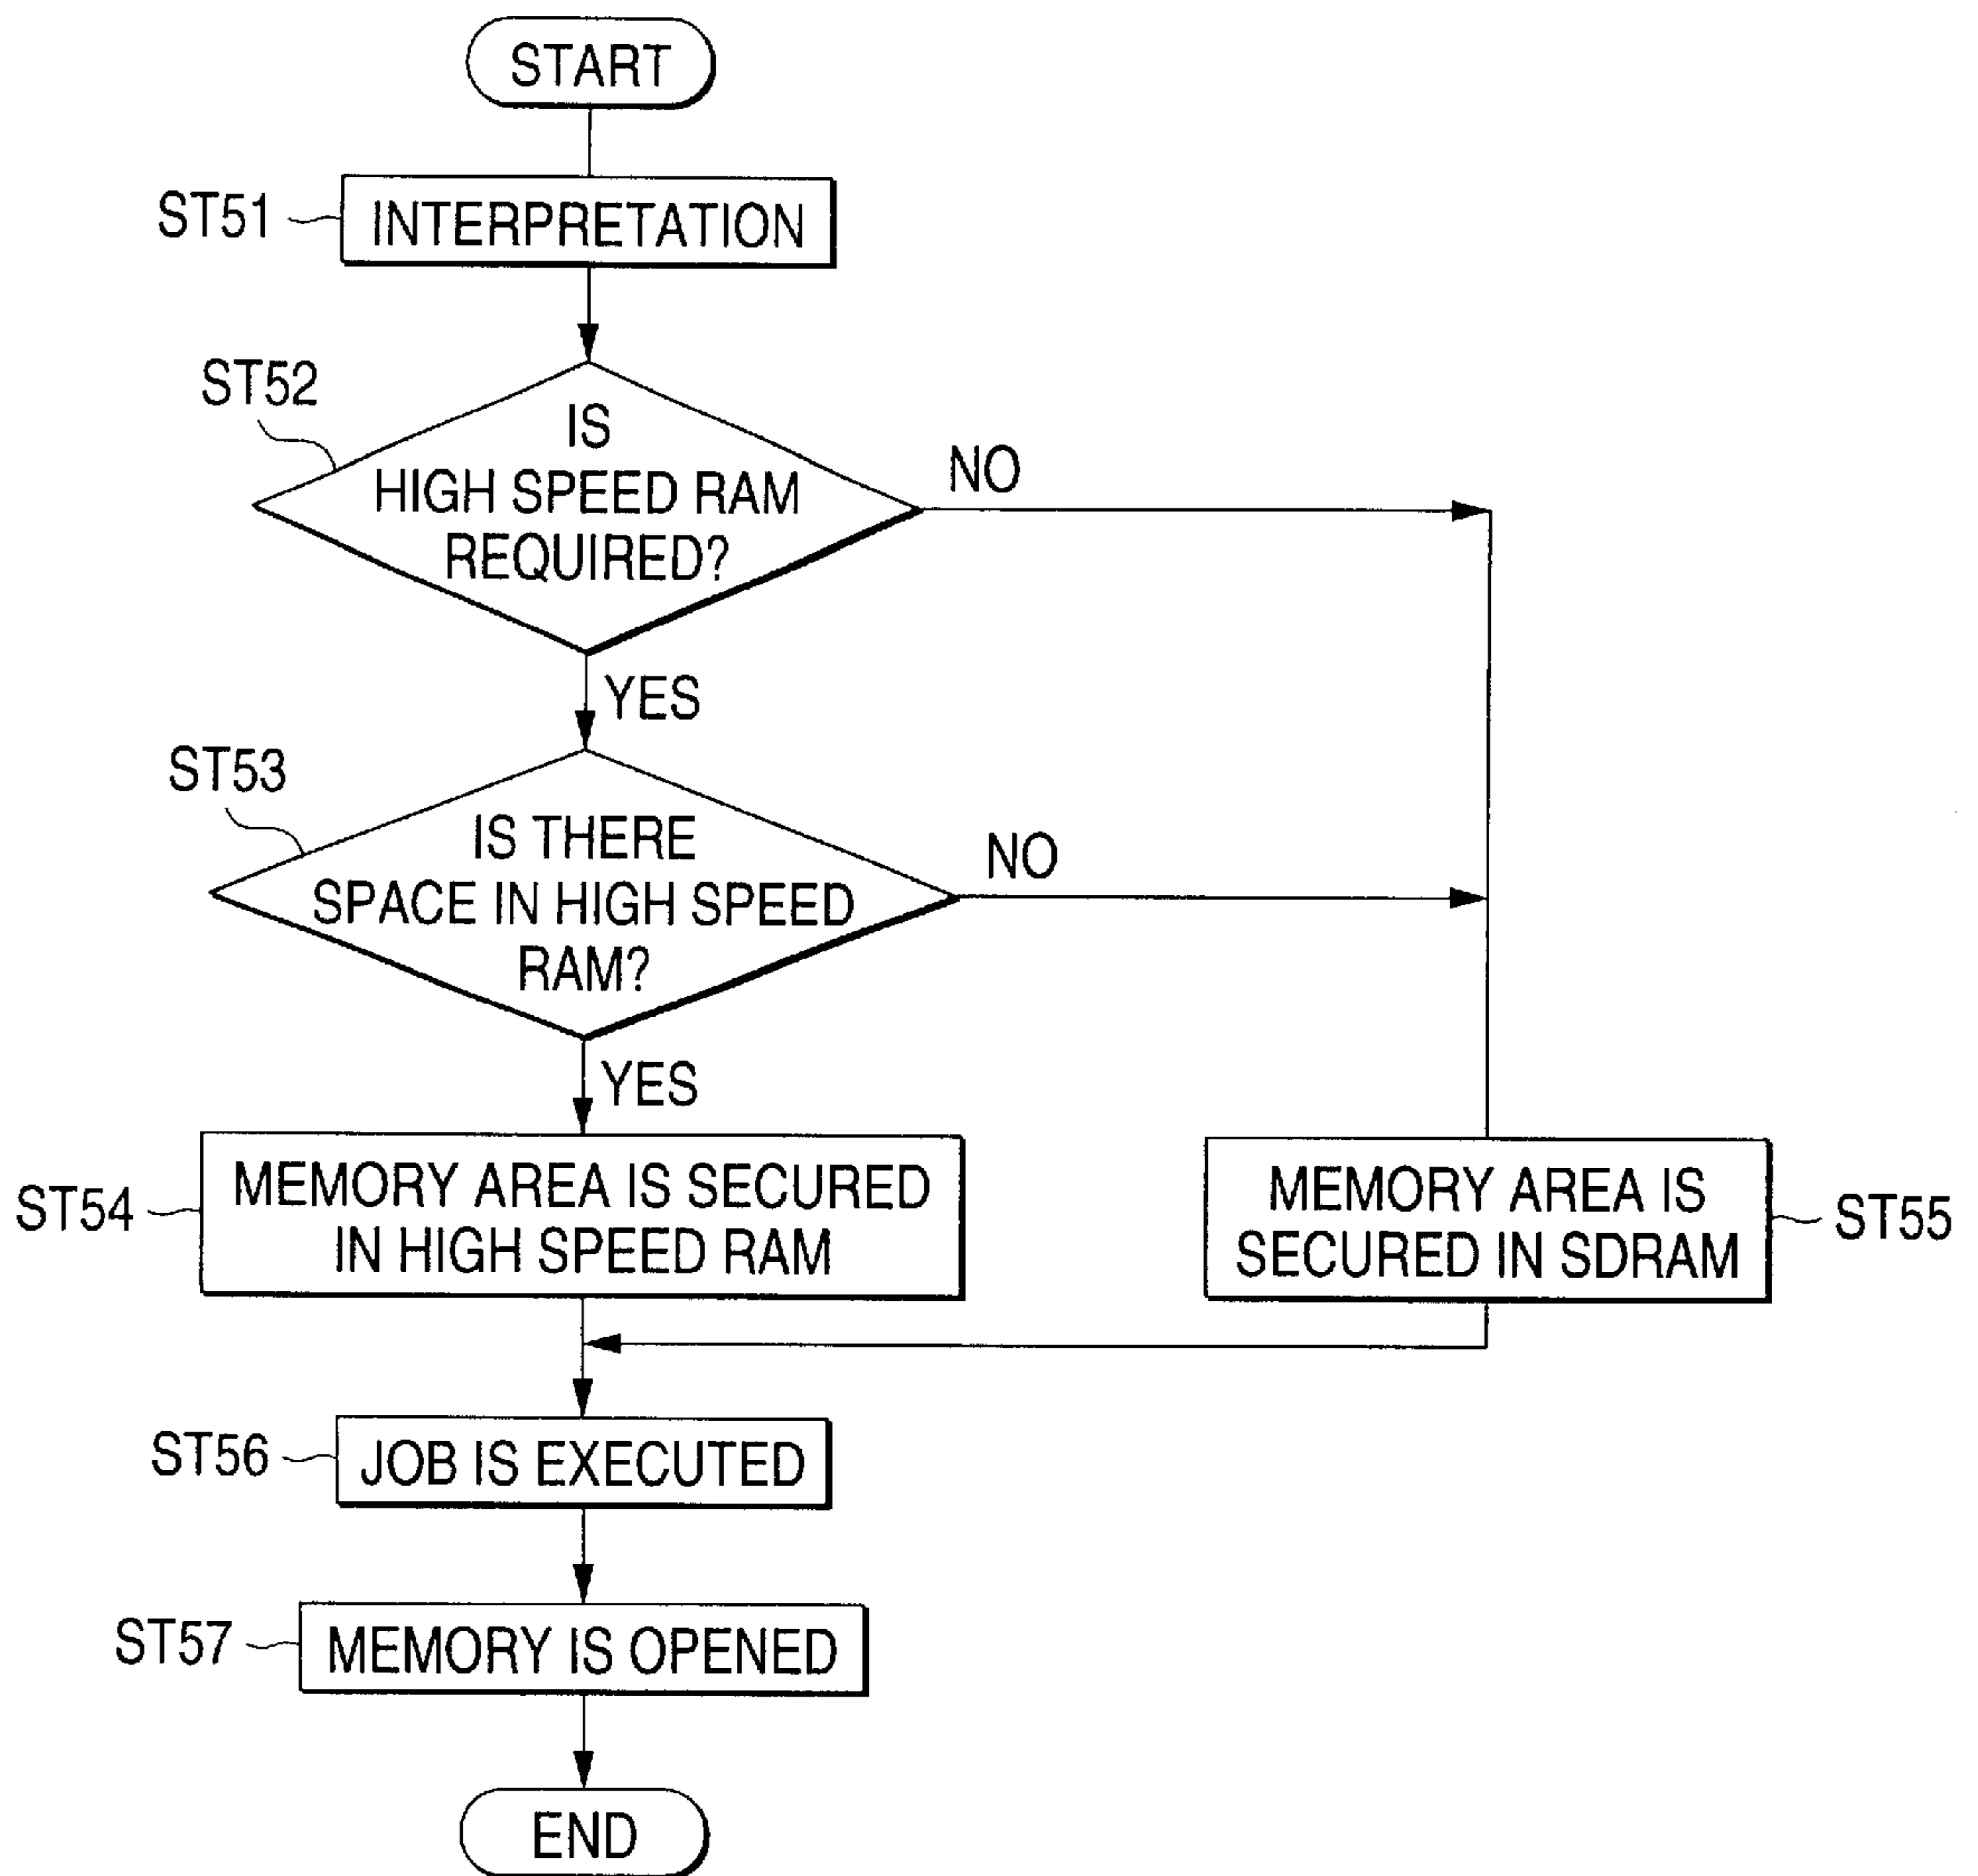 START
ST51
INTERPRETATION
ST52
IS
HIGH SPEED RAM
REQUIRED?
NO
YES
ST53
IS THERE
SPACE IN HIGH SPEED
RAM?
NO
YES
ST54
MEMORY AREA IS SECURED
IN HIGH SPEED RAM
MEMORY AREA IS
SECURED IN SDRAM
ST55
ST56
JOB IS EXECUTED
ST57
MEMORY IS OPENED
END